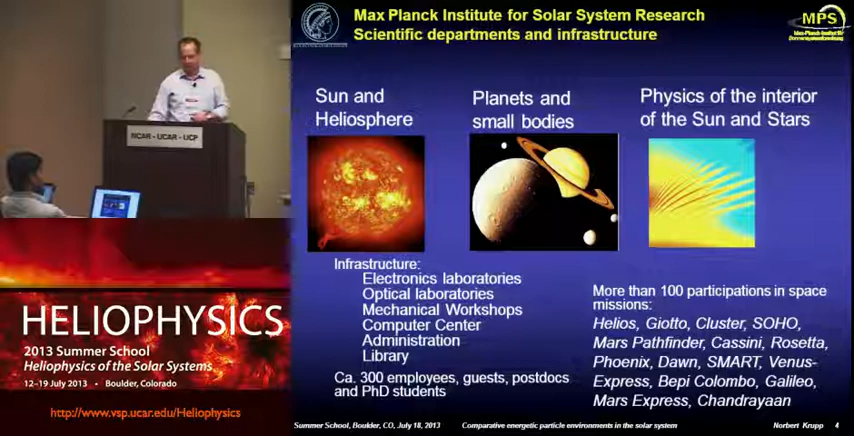 Max Planck Institute for Solar System Research
Scientific departments and infrastructure
MPS
NCAR - UCAR - UCP
Sun and
Heliosphere
Planets and
small bodies
Physics of the interior
of the Sun and Stars
Infrastructure:
Electronics laboratories
Optical laboratories
Mechanical Workshops
Computer Center
Administration
Library
Ca. 300 employees, guests, postdocs
and PhD students
More than 100 participations in space
missions:
Helios, Giotto, Cluster, SOHO,
Mars Pathfinder, Cassini, Rosetta,
Phoenix, Dawn, SMART, Venus-
Express, Bepi Colombo, Galileo,
Mars Express, Chandrayaan
HELIOPHYSICS
2013 Summer School
Heliophysics of the Solar Systems
12–19 July 2013 • Boulder, Colorado
http://www.vsp.ucar.edu/Heliophysics
Summer School, Boulder, CO, July 18, 2013
Comparative energetic particle environments in the solar system
Norbert Krupp 4